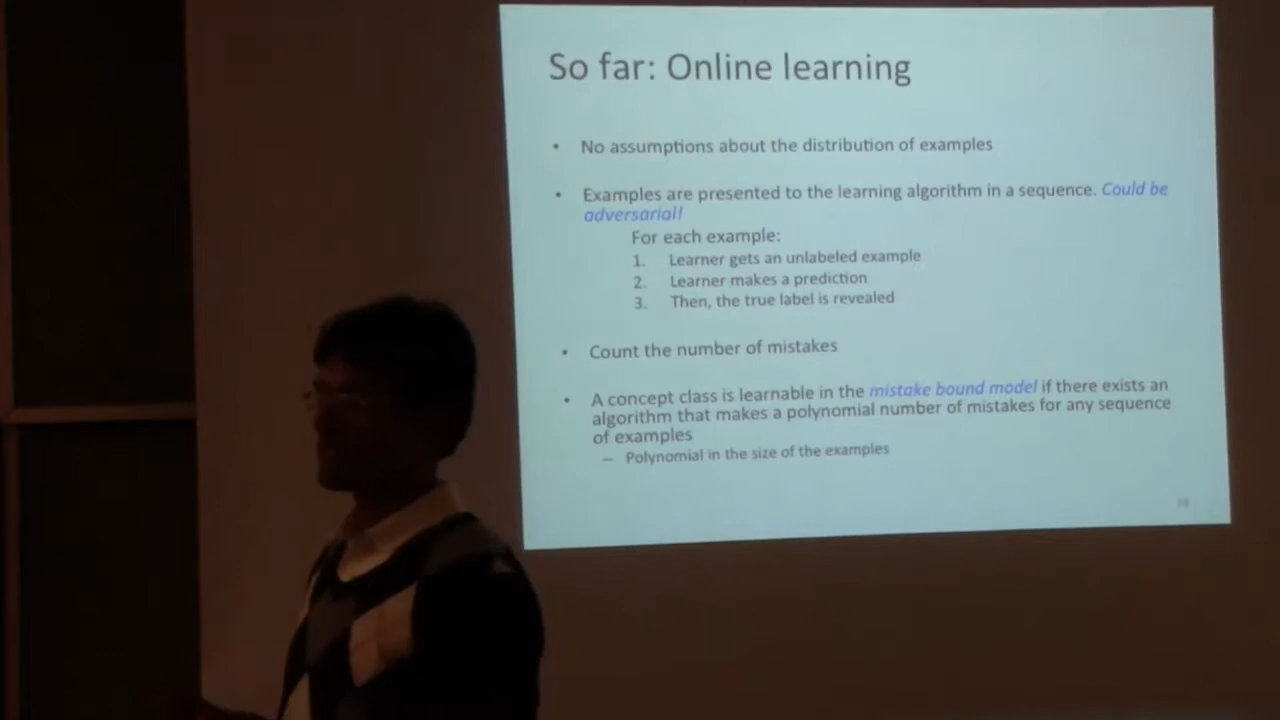 So far: Online learning
• No assumptions about the distribution of examples
• Examples are presented to the learning algorithm in a sequence. Could be
adversarial!
For each example:
1. Learner gets an unlabeled example
2. Learner makes a prediction
3. Then, the true label is revealed
• Count the number of mistakes
• A concept class is learnable in the mistake bound model if there exists an
algorithm that makes a polynomial number of mistakes for any sequence
of examples
– Polynomial in the size of the examples